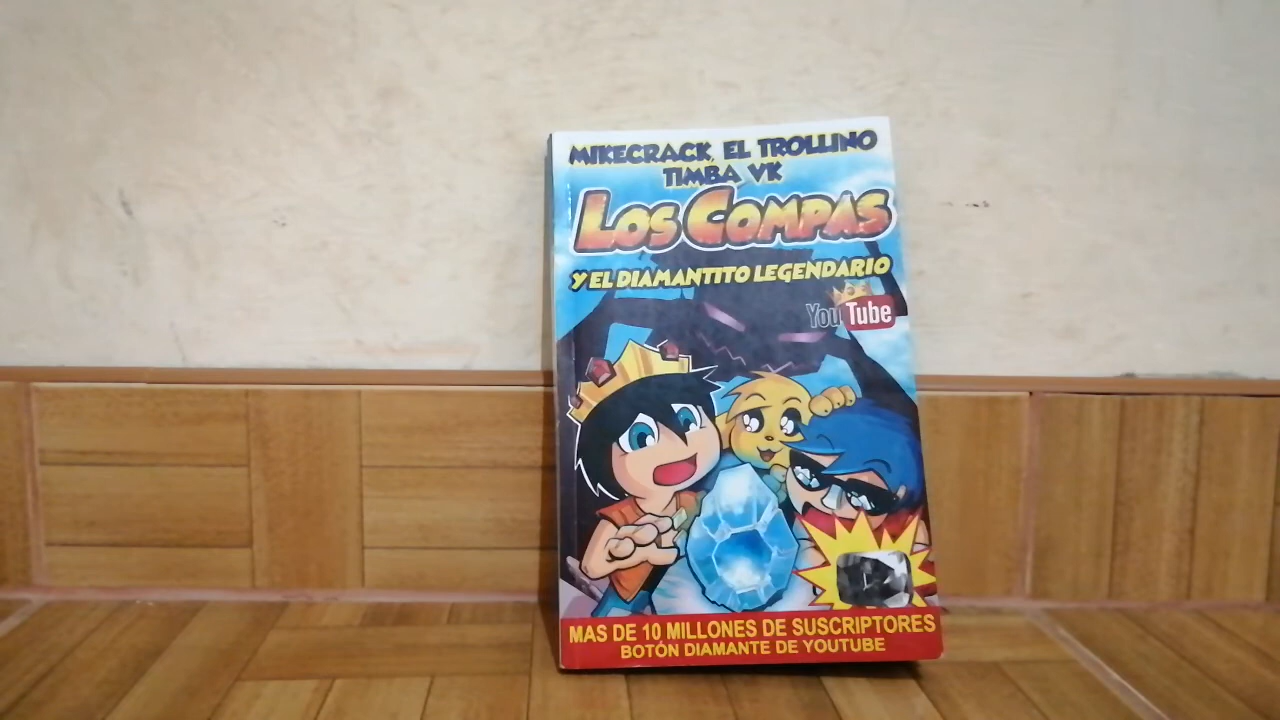 MIKECRACK, EL TROLLINO
TIMBA VK
LOS COMPAS
Y EL DIAMANTITO LEGENDARIO
YouTube
MAS DE 10 MILLONES DE SUSCRIPTORES
BOTÓN DIAMANTE DE YOUTUBE